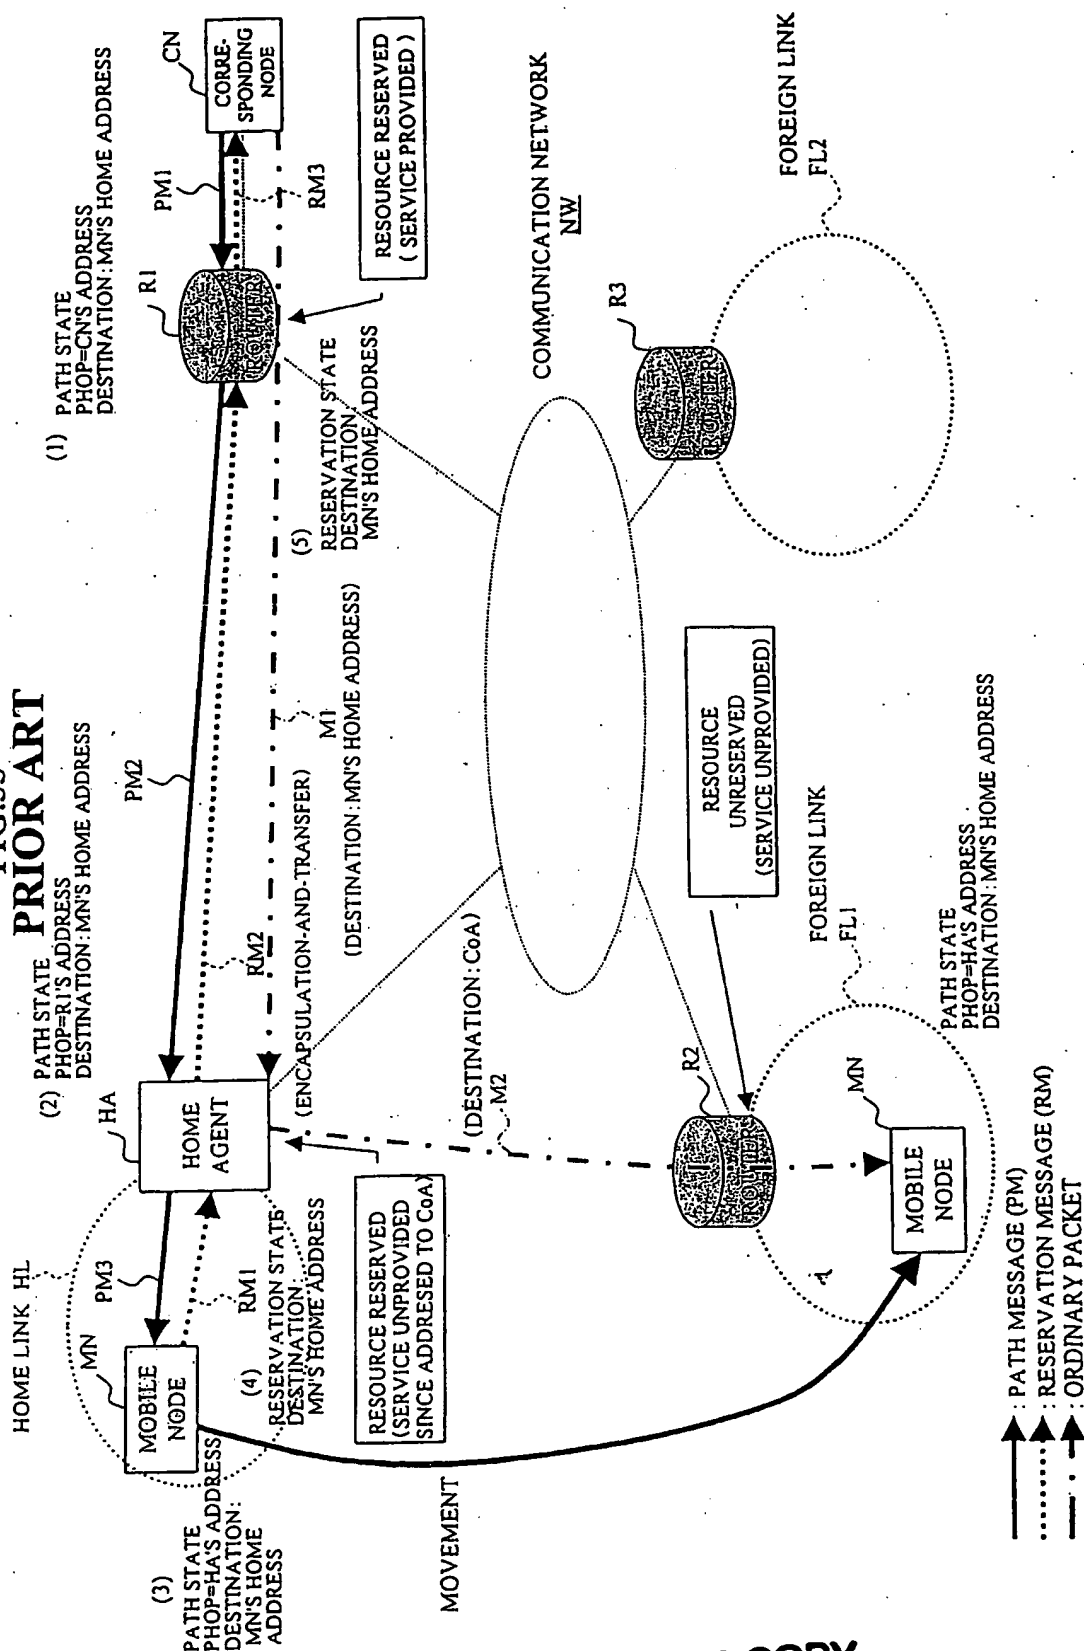 PRIOR ART
HOME LINK HL
(3)
PATH STATE
PHOP=HA'S ADDRESS
DESTINATION:
MN'S HOME
ADDRESS
MN
MOBILE
NODE
PM3
RM1
(4)
RESERVATION STATE
DESTINATION:
MN'S HOME ADDRESS
HA
HOME
AGENT
(2)
PATH STATE
PHOP=R1'S ADDRESS
DESTINATION:MN'S HOME ADDRESS
PM2
RM2
(ENCAPSULATION-AND-TRANSFER)
M1
(DESTINATION:MN'S HOME ADDRESS)
(1)
PATH STATE
PHOP=CN'S ADDRESS
DESTINATION:MN'S HOME ADDRESS
R1
ROUTER
PM1
RM3
CN
CORRE-
SPONDING
NODE
(5)
RESERVATION STATE
DESTINATION:
MN'S HOME ADDRESS
RESOURCE RESERVED
( SERVICE PROVIDED )
RESOURCE RESERVED
(SERVICE UNPROVIDED
SINCE ADDRESED TO CoA)
MOVEMENT
(DESTINATION:CoA)
M2
COMMUNICATION NETWORK
NW
R2
ROUTER
RESOURCE
UNRESERVED
(SERVICE UNPROVIDED)
R3
ROUTER
FOREIGN LINK
FL2
FOREIGN LINK
FL1
MN
MOBILE
NODE
PATH STATE
PHOP=HA'S ADDRESS
DESTINATION:MN'S HOME ADDRESS
: PATH MESSAGE (PM)
: RESERVATION MESSAGE (RM)
: ORDINARY PACKET